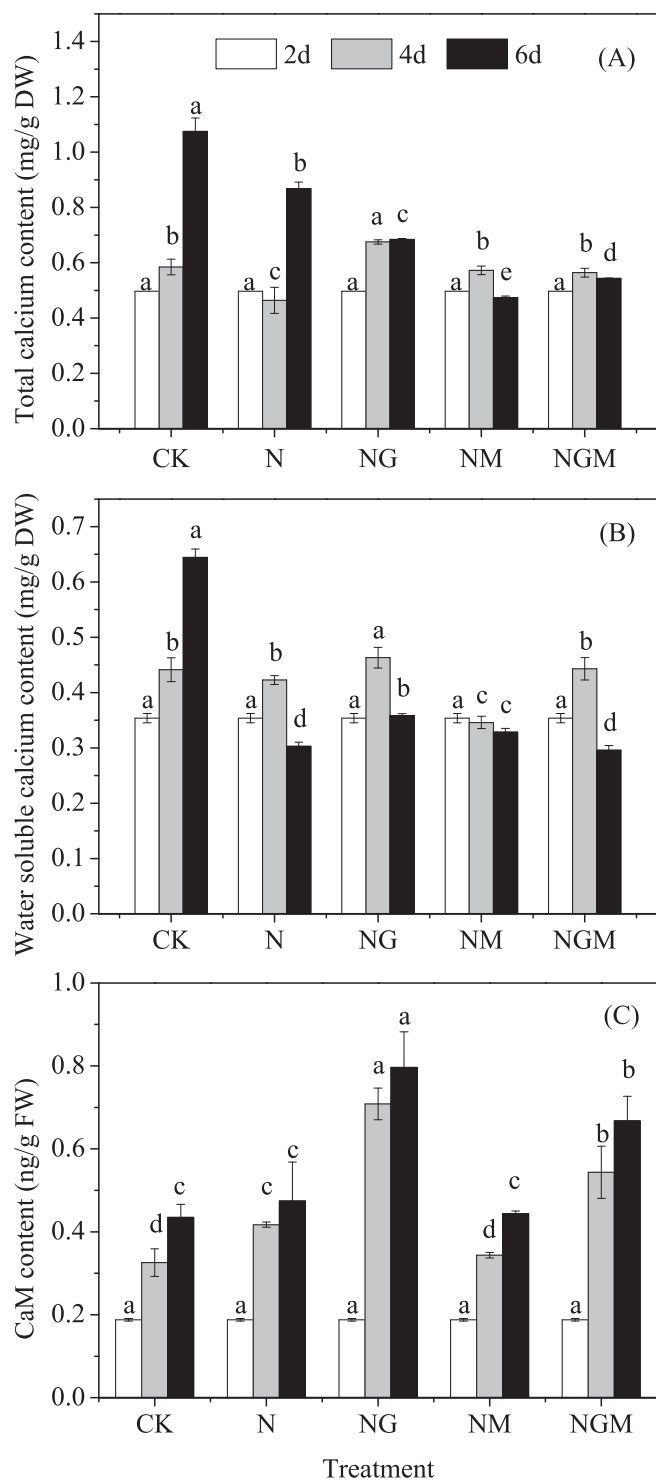 1.4
2d 4d 6d (A)
1.2 a
1.0
b
0.8
a c
b b b
0.6 d
a a c a a e a
0.4
0.2
0.0
CK N NG NM NGM
Total calcium content (mg/g DW)
0.7 a (B)
0.6
0.5 a
b b b
0.4
a a a b a c c a
d d
0.3
0.2
0.1
0.0
CK N NG NM NGM
Water soluble calcium content (mg/g DW)
1.0
a (C)
0.8 a
b
b
0.6
c c
c c
0.4 d d
0.2 a a a a a
0.0
CK N NG NM NGM
CaM content (ng/g FW)
Treatment